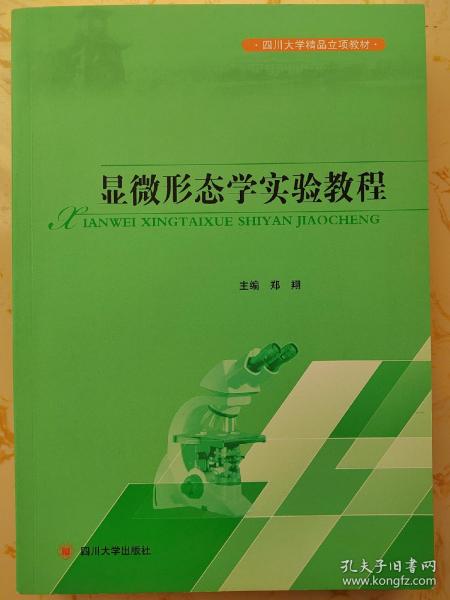 ·四川大学精品立项教材·
显微形态学实验教程
XIANWEI XINGTAIXUE SHIYAN JIAOCHENG
主编 郑 翔
四川大学出版社
孔夫子旧书网
www.kongfz.com